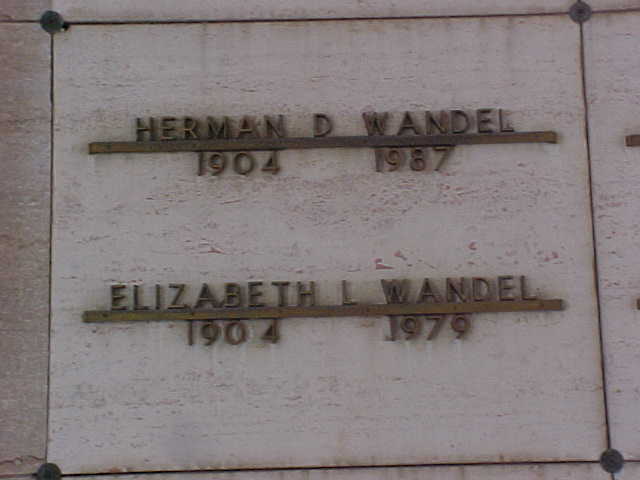 HERMAN D WANDEL
1904 1987
ELIZABETH L WANDEL
1904 1979